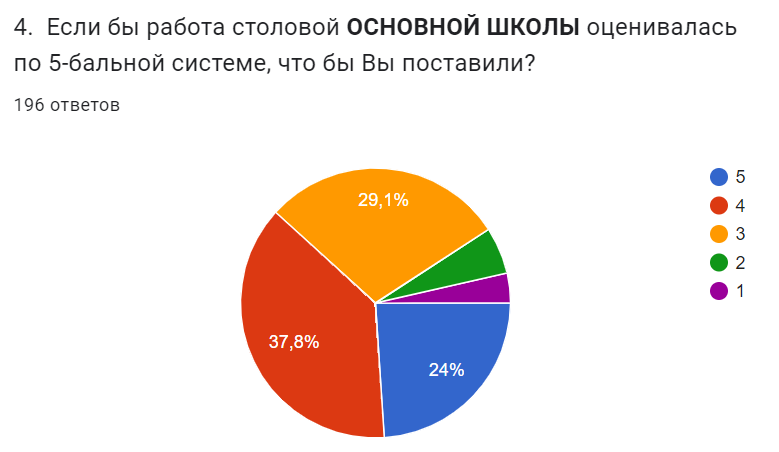 4. Если бы работа столовой ОСНОВНОЙ ШКОЛЫ оценивалась
по 5-бальной системе, что бы Вы поставили?
196 ответов
29,1%
37,8%
24%
5
4
3
2
1